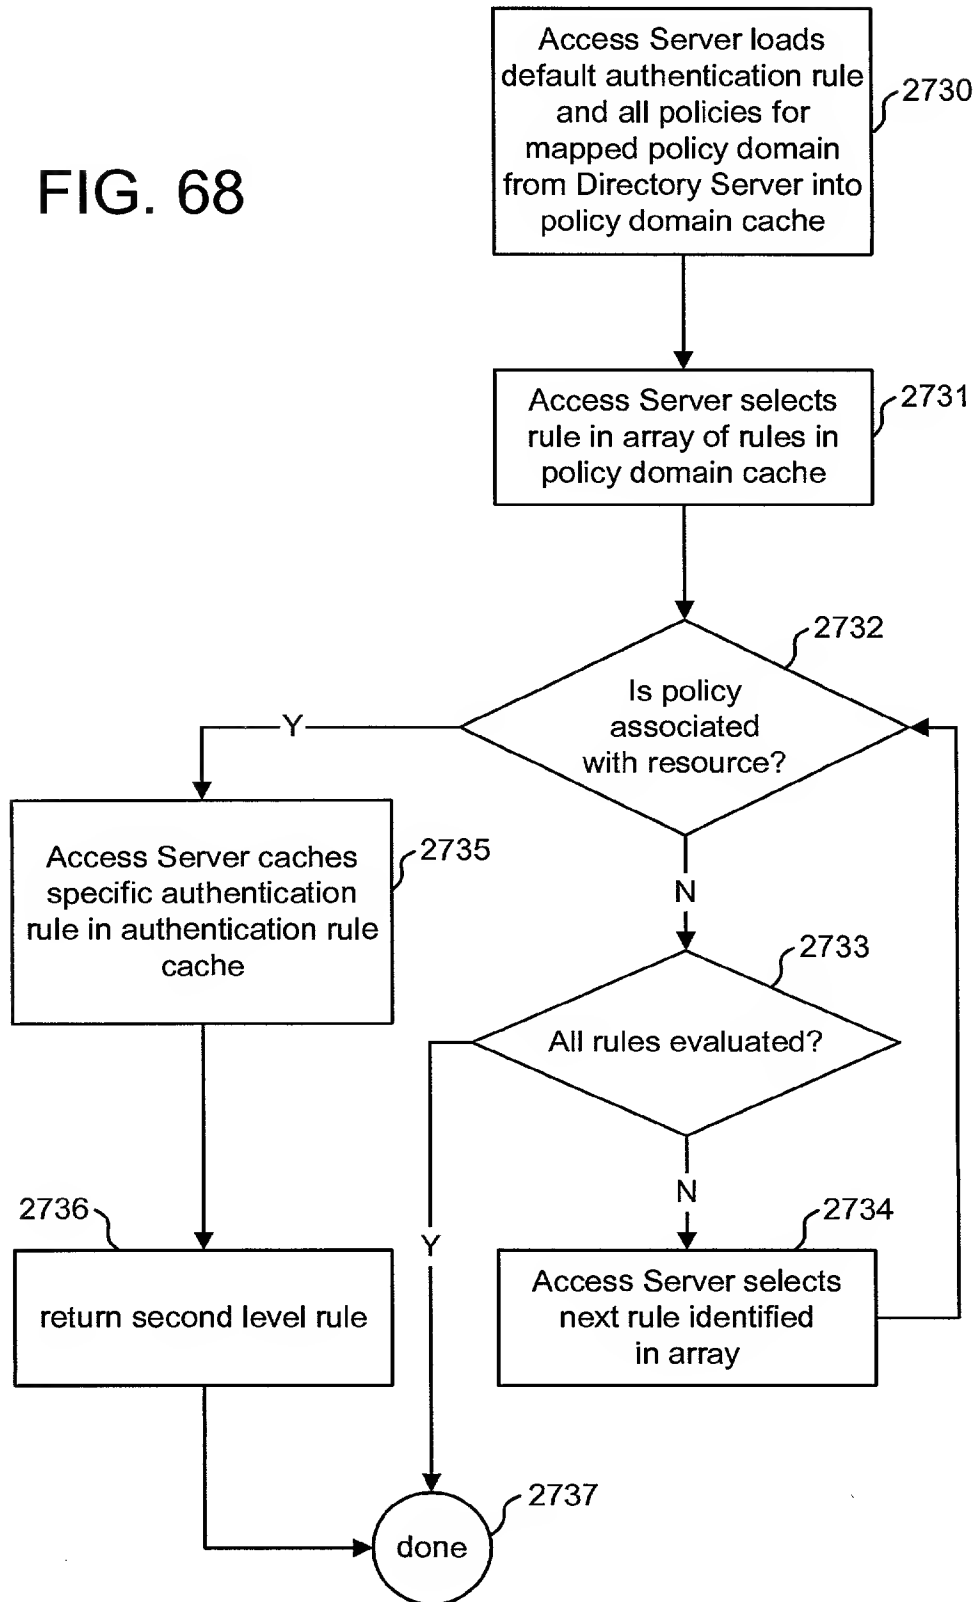 FIG. 68
Access Server loads
default authentication rule
and all policies for
mapped policy domain
from Directory Server into
policy domain cache
2730
Access Server selects
rule in array of rules in
policy domain cache
2731
Is policy
associated
with resource?
2732
Y
N
Access Server caches
specific authentication
rule in authentication rule
cache
2735
All rules evaluated?
2733
Y
N
return second level rule
2736
Access Server selects
next rule identified
in array
2734
done
2737